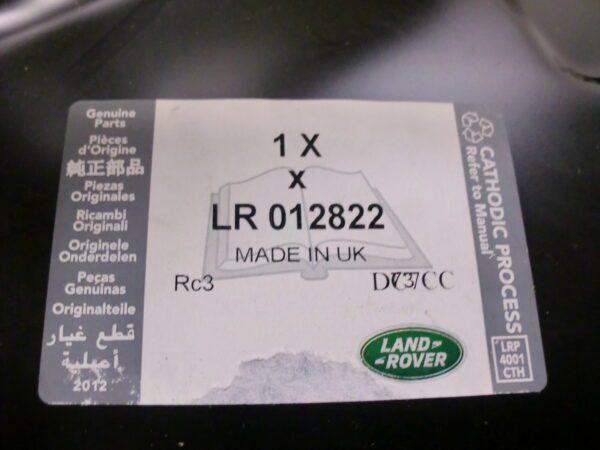 Genuine
Parts
Pièces
d'Origine
純正部品
Piezas
Originales
Ricambi
Originali
Originele
Onderdelen
Peças
Genuinas
Originalteile
قطع غيار
أصلية
2012
1 X
X
LR 012822
MADE IN UK
Rc3
LAND-
-ROVER
CATHODIC PROCESS
Refer to Manual
LRP
4001
CTH